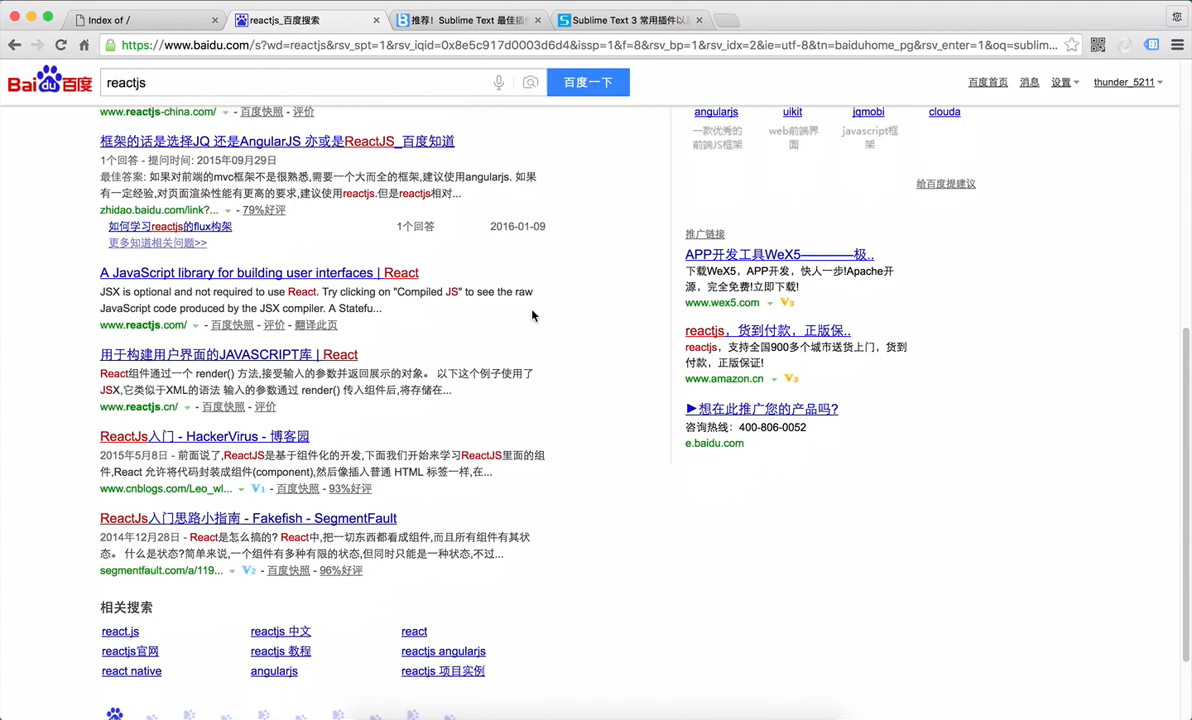 Index of /
reactjs_百度搜索
推荐！Sublime Text 最佳插件
Sublime Text 3 常用插件以及
您
https://www.baidu.com/s?wd=reactjs&rsv_spt=1&rsv_iqid=0x8e5c917d0003d6d4&issp=1&f=8&rsv_bp=1&rsv_idx=2&ie=utf-8&tn=baiduhome_pg&rsv_enter=1&oq=sublim...
Bai du 百度
reactjs
百度一下
百度首页 消息 设置 thunder_5211
www.reactjs-china.com/ - 百度快照 - 评价
框架的话是选择JQ 还是AngularJS 亦或是ReactJS_百度知道
1个回答 - 提问时间: 2015年09月29日
最佳答案: 如果对前端的mvc框架不是很熟悉,需要一个大而全的框架,建议使用angularjs. 如果
有一定经验,对页面渲染性能有更高的要求,建议使用reactjs.但是reactjs相对...
zhidao.baidu.com/link?... - 79%好评
如何学习reactjs的flux构架 1个回答 2016-01-09
更多知道相关问题>>
A JavaScript library for building user interfaces | React
JSX is optional and not required to use React. Try clicking on "Compiled JS" to see the raw
JavaScript code produced by the JSX compiler. A Statefu...
www.reactjs.com/ - 百度快照 - 评价 - 翻译此页
用于构建用户界面的JAVASCRIPT库 | React
React组件通过一个 render() 方法,接受输入的参数并返回展示的对象。 以下这个例子使用了
JSX,它类似于XML的语法 输入的参数通过 render() 传入组件后,将存储在...
www.reactjs.cn/ - 百度快照 - 评价
ReactJs入门 - HackerVirus - 博客园
2015年5月8日 - 前面说了,ReactJS是基于组件化的开发,下面我们开始来学习ReactJS里面的组
件,React 允许将代码封装成组件(component),然后像插入普通 HTML 标签一样,在...
www.cnblogs.com/Leo_wl... V1 - 百度快照 - 93%好评
ReactJs入门思路小指南 - Fakefish - SegmentFault
2014年12月28日 - React是怎么搞的? React中,把一切东西都看成组件,而且所有组件有其状
态。 什么是状态?简单来说,一个组件有多种有限的状态,但同时只能是一种状态,不过...
segmentfault.com/a/119... V2 - 百度快照 - 96%好评
相关搜索
react.js reactjs 中文 react
reactjs官网 reactjs 教程 reactjs angularjs
react native angularjs reactjs 项目实例
angularjs uikit jqmobi clouda
一款优秀的 web前端界 javascript框
前端JS框架 面 架
给百度提建议
推广链接
APP开发工具WeX5————极..
下载WeX5，APP开发，快人一步!Apache开
源，完全免费!立即下载!
www.wex5.com V3
reactjs，货到付款，正版保..
reactjs，支持全国900多个城市送货上门，货到
付款，正版保证!
www.amazon.cn V3
▶想在此推广您的产品吗?
咨询热线：400-806-0052
e.baidu.com